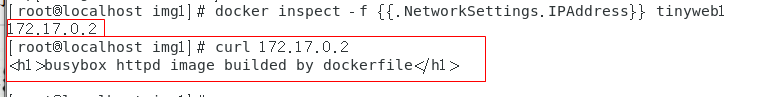 [root@localhost img1]# docker inspect -f {{.NetworkSettings.IPAddress}} tinyweb1
172.17.0.2
[root@localhost img1]# curl 172.17.0.2
<h1>busybox httpd image builded by dockerfile</h1>